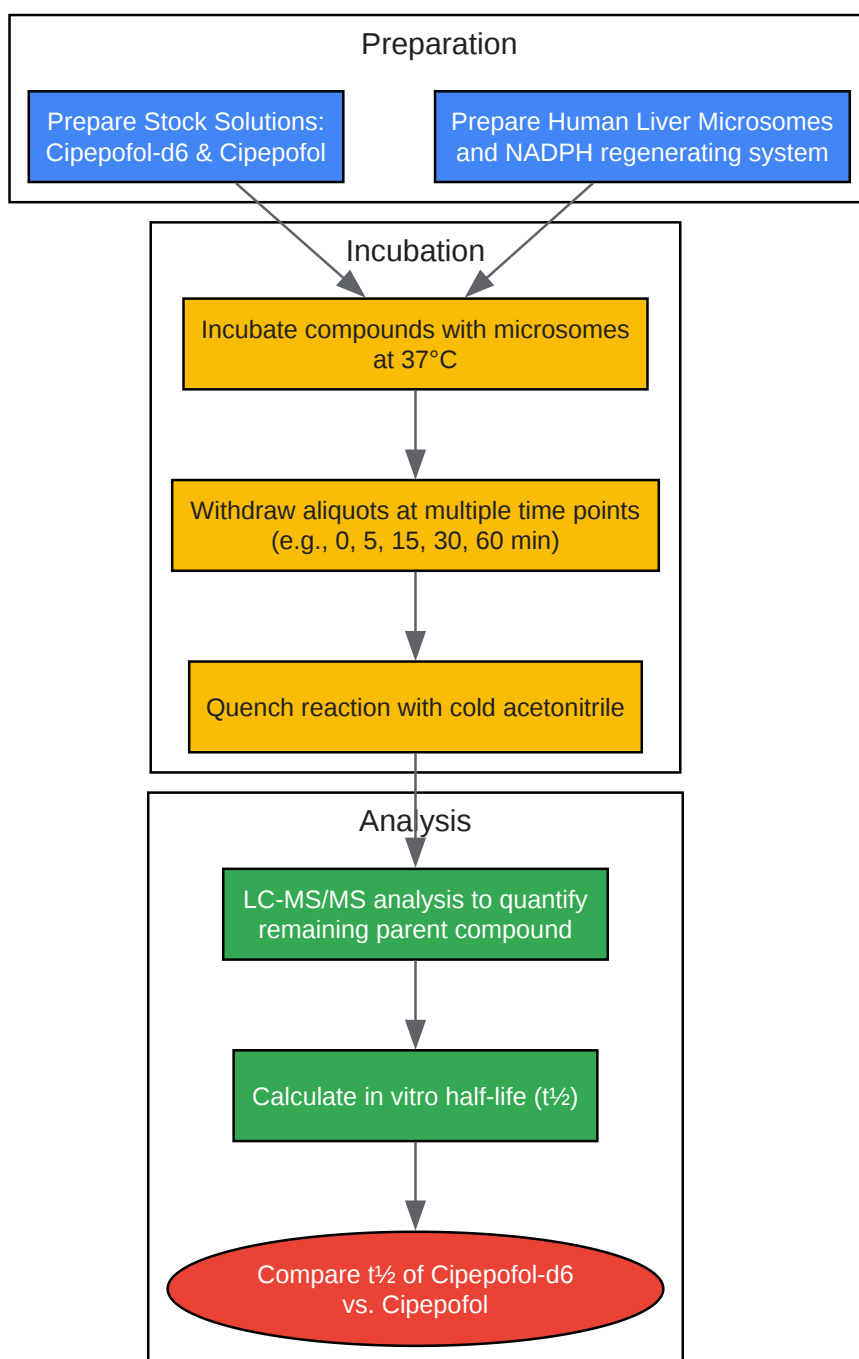 Preparation
Prepare Stock Solutions:
Cipepofol-d6 & Cipepofol
Prepare Human Liver Microsomes
and NADPH regenerating system
Incubation
Incubate compounds with microsomes
at 37°C
Withdraw aliquots at multiple time points
(e.g., 0, 5, 15, 30, 60 min)
Quench reaction with cold acetonitrile
Analysis
LC-MS/MS analysis to quantify
remaining parent compound
Calculate in vitro half-life (t½)
Compare t½ of Cipepofol-d6
vs. Cipepofol